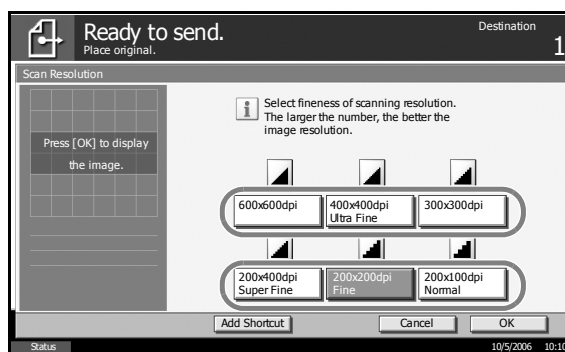 Ready to send.
Destination
Place original.
1
Scan Resolution
Select fineness of scanning resolution.
The larger the number, the better the
image resolution.
Press [OK] to display
the image.
600x600dpi
400x400dpi
Ultra Fine
300x300dpi
200x400dpi
Super Fine
200x200dpi
Fine
200x100dpi
Normal
Add Shortcut
Cancel
OK
Status
10/5/2006 10:10